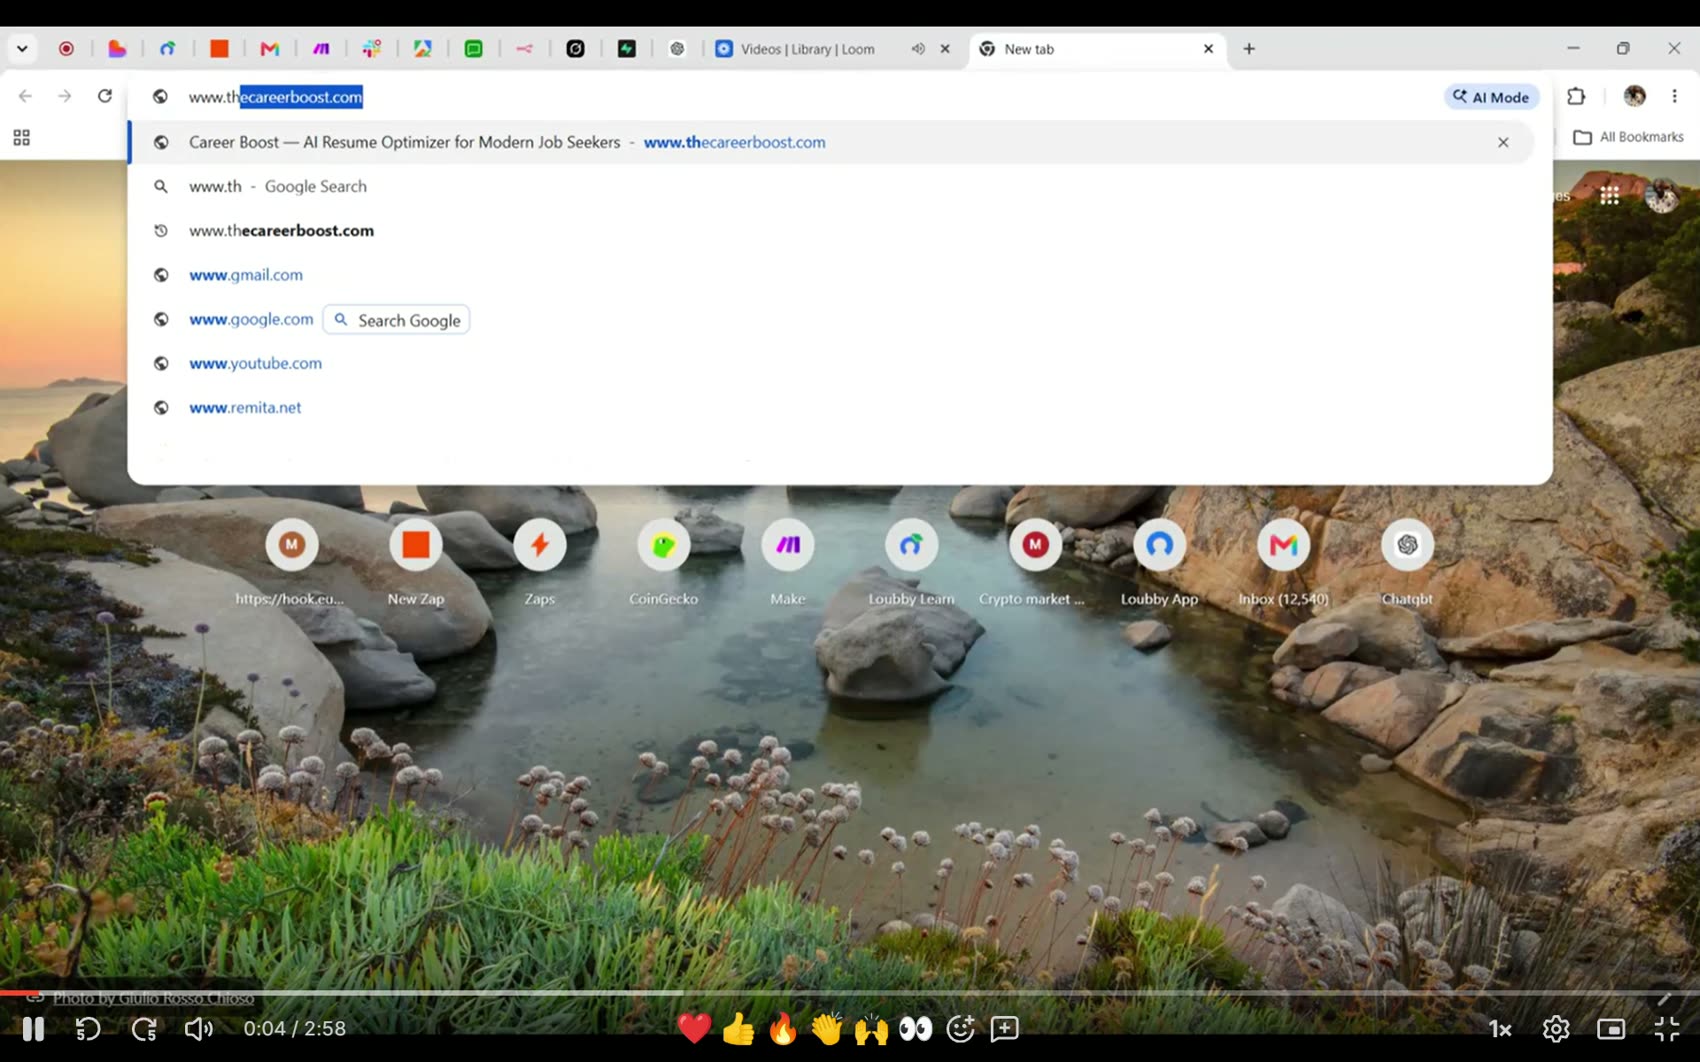 Videos | Library | Loom
New tab
www.thecareerboost.com
AI Mode
All Bookmarks
Career Boost — AI Resume Optimizer for Modern Job Seekers - www.thecareerboost.com
www.th - Google Search
www.thecareerboost.com
www.gmail.com
www.google.com
Search Google
www.youtube.com
www.remita.net
M
M
https://hook.eu...
New Zap
Zaps
CoinGecko
Make
Loubby Learn
Crypto market ...
Loubby App
Inbox (12,540)
Chatgbt
Photo by Giulio Rosso Chioso
5
5
0:04 / 2:58
1x